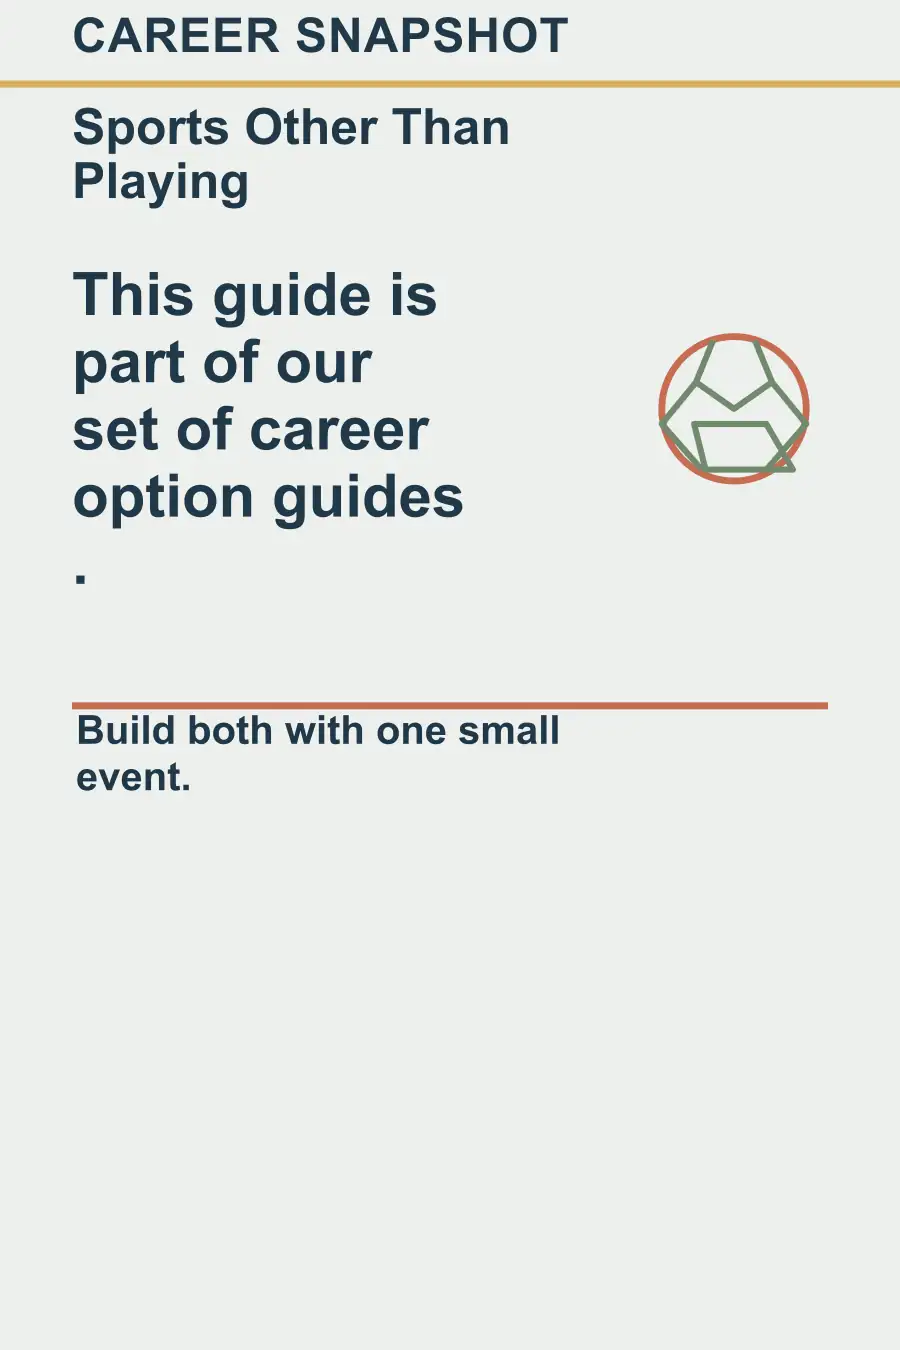 CAREER SNAPSHOT
Sports Other Than
Playing
This guide is
part of our
set of career
option guides
.
Build both with one small
event.